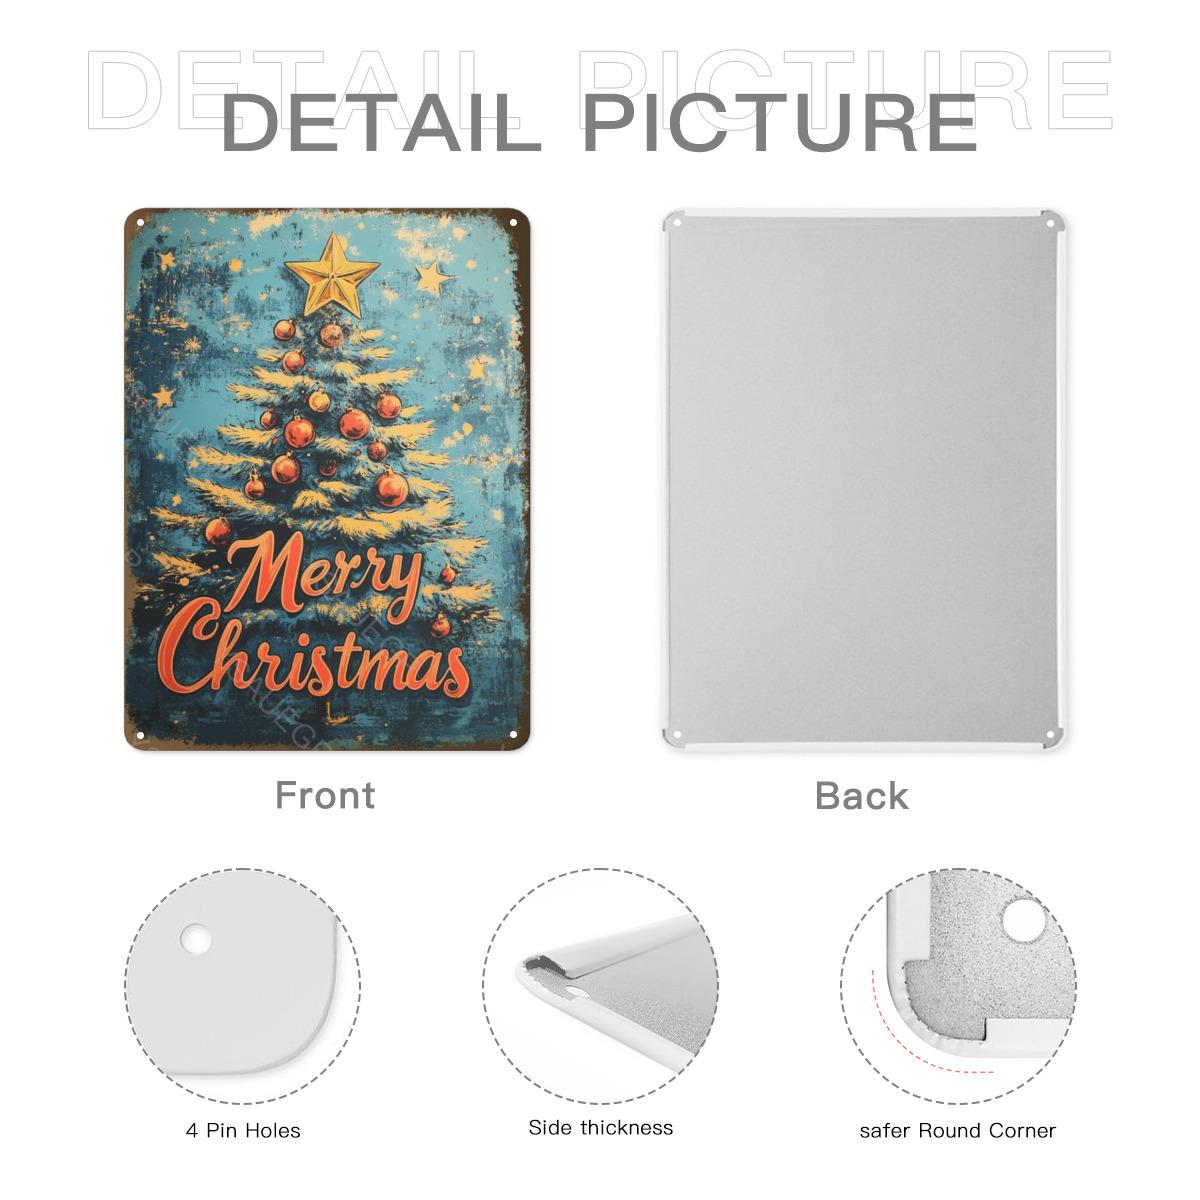 DETAIL PICTURE
DETAIL PICTURE
Merry
Christmas
Front
Back
4 Pin Holes
Side thickness
safer Round Corner